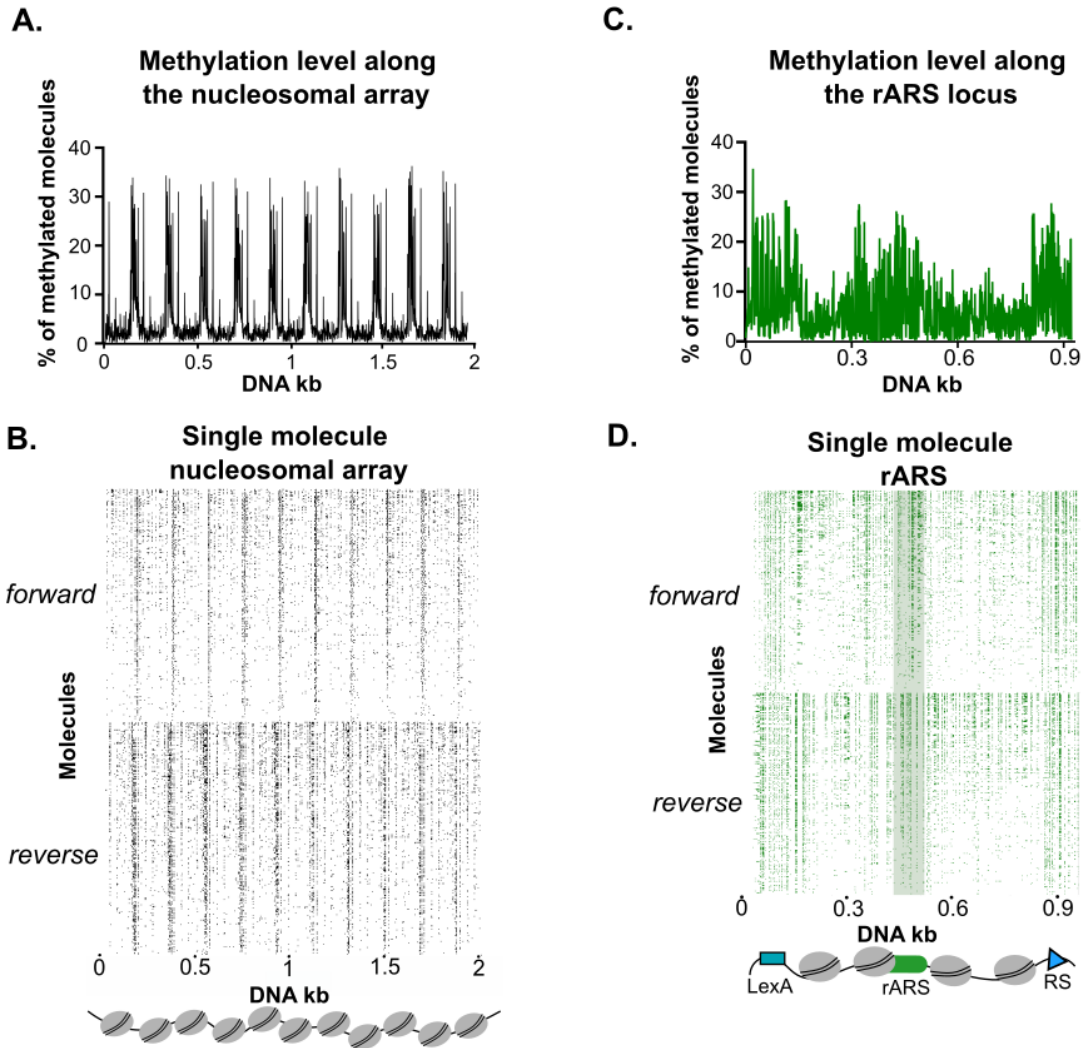 A.
Methylation level along
the nucleosomal array
% of methylated molecules
40
30
20
10
0
0 0.5 1 1.5 2
DNA kb
B.
Single molecule
nucleosomal array
forward
Molecules
reverse
0 0.5 1 1.5 2
DNA kb
C.
Methylation level along
the rARS locus
% of methylated molecules
40
30
20
10
0
0 0.3 0.6 0.9
DNA kb
D.
Single molecule
rARS
forward
Molecules
reverse
0 0.3 0.6 0.9
DNA kb
LexA rARS RS